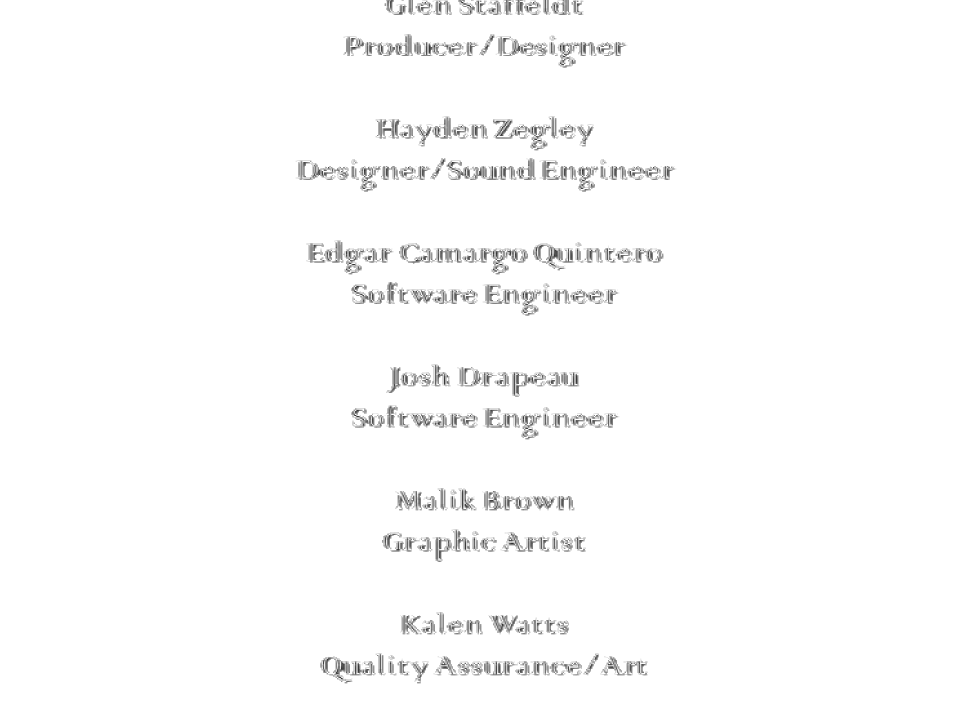 Glen Staffeldt
Producer/Designer
Hayden Zegley
Designer/Sound Engineer
Edgar Camargo Quintero
Software Engineer
Josh Drapeau
Software Engineer
Malik Brown
Graphic Artist
Kalen Watts
Quality Assurance/Art